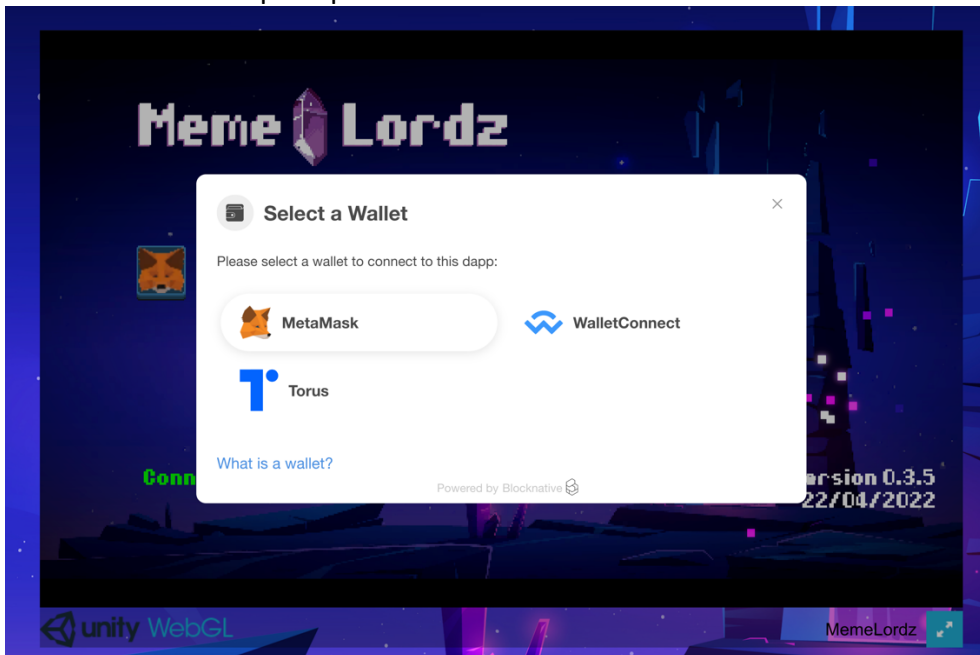 Meme Lordz
Select a Wallet
Please select a wallet to connect to this dapp:
MetaMask
WalletConnect
Torus
What is a wallet?
Powered by Blocknative
Conn
ersion 0.3.5
22/04/2022
unity WebGL
MemeLordz